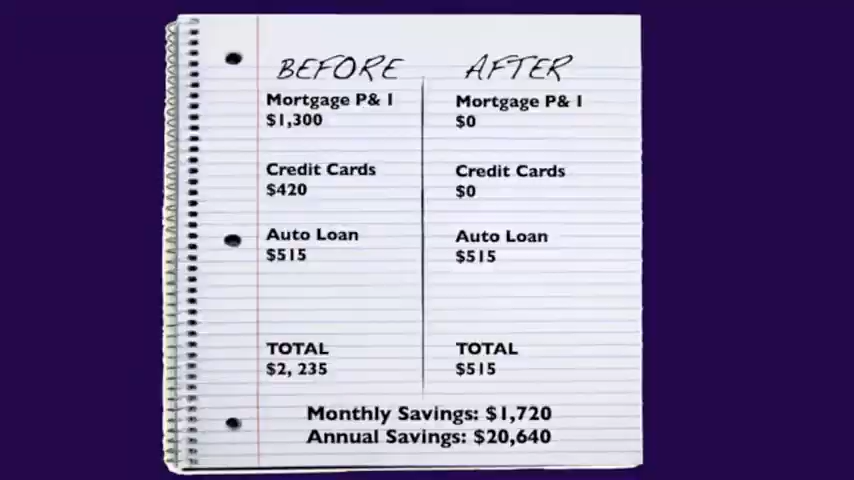 BEFORE
Mortgage P& I
$1,300
Credit Cards
$420
Auto Loan
$515
TOTAL
$2, 235
AFTER
Mortgage P& I
$0
Credit Cards
$0
Auto Loan
$515
TOTAL
$515
Monthly Savings: $1,720
Annual Savings: $20,640